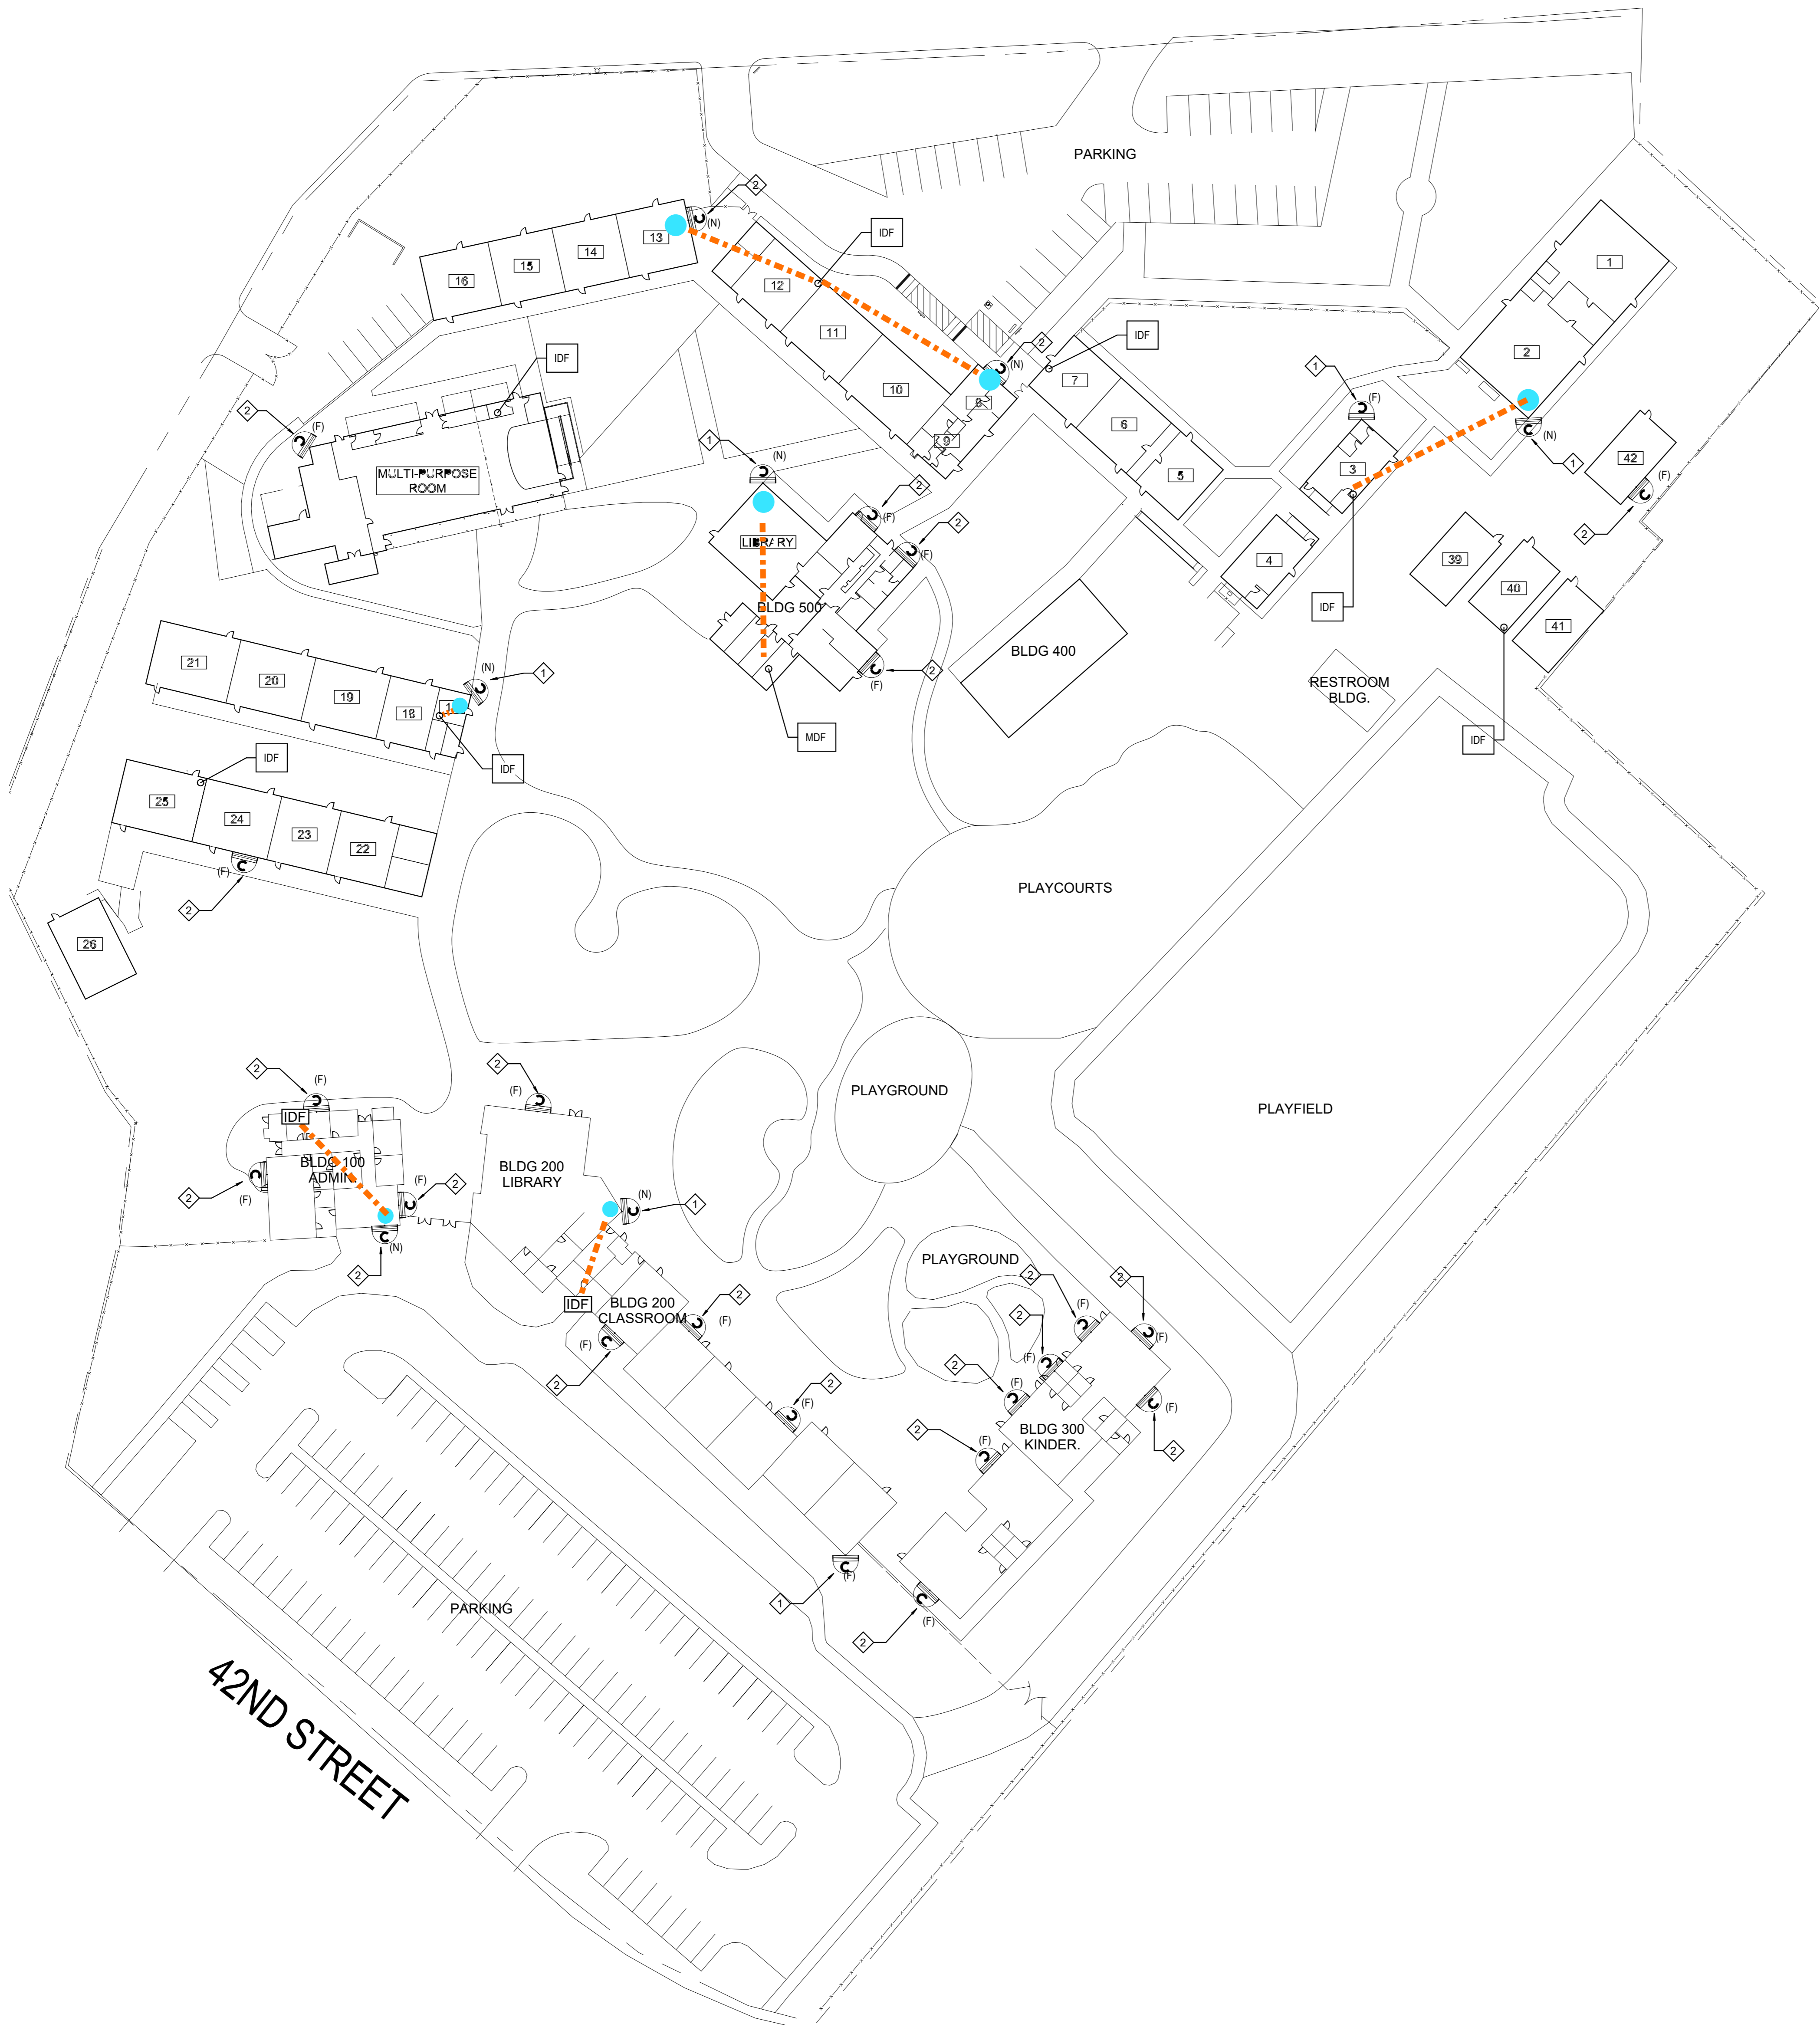 PARKING
2
C
(N)
IDF
13
14
15
16
12
11
10
8
9
2
C
(N)
IDF
7
6
5
1
2
1
C
(F)
3
C
(N)
1
42
(F)
C
2
IDF
2
(F)
C
MULTI-PURPOSE
ROOM
1
(N)
C
LIBRARY
2
C
(F)
2
C
(F)
BLDG 500
C
(F)
2
MDF
4
IDF
39
40
41
BLDG 400
RESTROOM
BLDG.
IDF
21
20
19
18
(N)
C
1
IDF
IDF
25
24
23
22
C
(F)
2
26
PLAYCOURTS
2
(F)
C
IDF
BLDG 100
ADMIN.
2
C
(F)
(F)
C
2
C
(N)
2
2
(F)
C
BLDG 200
LIBRARY
(N)
C
1
IDF
BLDG 200
CLASSROOM
C
(F)
2
2
C
(F)
2
C
(F)
PLAYGROUND
PLAYFIELD
PLAYGROUND
2
(F)
C
2
C
(F)
2
(F)
C
2
(F)
C
2
(F)
C
BLDG 300
KINDER.
C
(F)
2
C
(F)
1
C
(F)
2
PARKING
42ND STREET